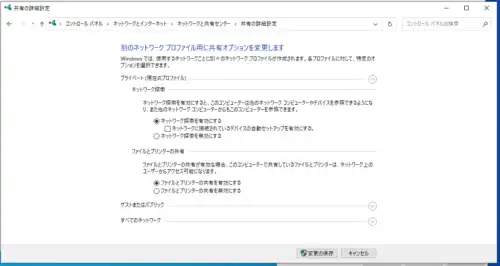 共有の詳細設定
コントロール パネル > ネットワークとインターネット > ネットワークと共有センター > 共有の詳細設定
コントロール パネルの検索
別のネットワーク プロファイル用に共有オプションを変更します
Windows では、使用するネットワークごとに別々のネットワーク プロファイルが作成されます。各プロファイルに対して、特定のオ
プションを選択できます。
プライベート (現在のプロファイル)
ネットワーク探索
ネットワーク探索を有効にすると、このコンピューターは他のネットワーク コンピューターやデバイスを参照できるようにな
り、また他のネットワーク コンピューターからもこのコンピューターを参照できます。
ネットワーク探索を有効にする
ネットワークに接続されているデバイスの自動セットアップを有効にする。
ネットワーク探索を無効にする
ファイルとプリンターの共有
ファイルとプリンターの共有が有効な場合、このコンピューターで共有しているファイルとプリンターは、ネットワーク上の
ユーザーからアクセス可能になります。
ファイルとプリンターの共有を有効にする
ファイルとプリンターの共有を無効にする
ゲストまたはパブリック
すべてのネットワーク
変更の保存
キャンセル